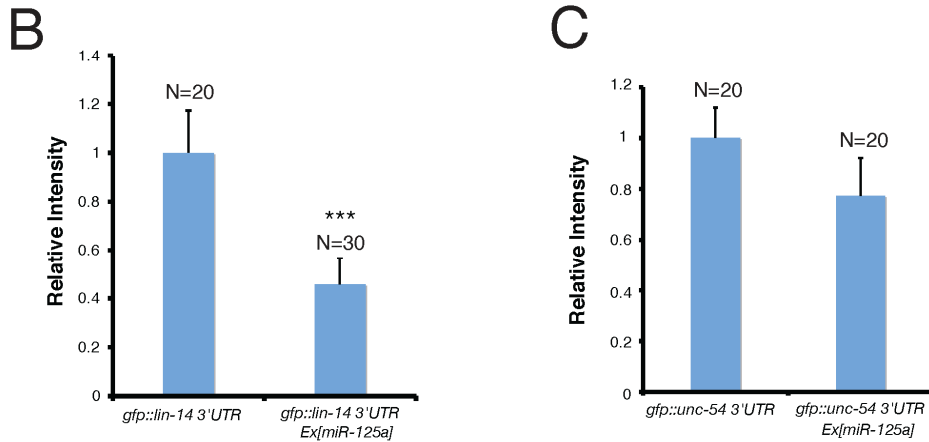 B
1.4
1.2
1
0.8
0.6
0.4
0.2
0
Relative Intensity
N=20
***
N=30
gfp::lin-14 3'UTR
gfp::lin-14 3'UTR
Ex[miR-125a]
C
1.2
1
0.8
0.6
0.4
0.2
0
Relative Intensity
N=20
N=20
gfp::unc-54 3'UTR
gfp::unc-54 3'UTR
Ex[miR-125a]